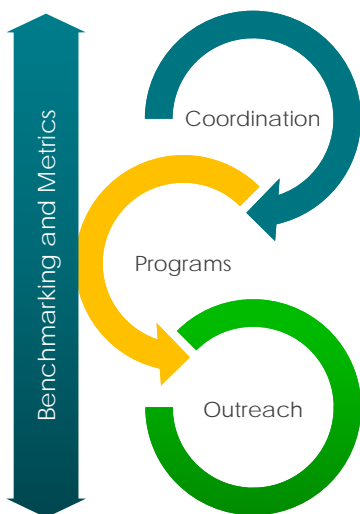 Benchmarking and Metrics
Coordination
Programs
Outreach